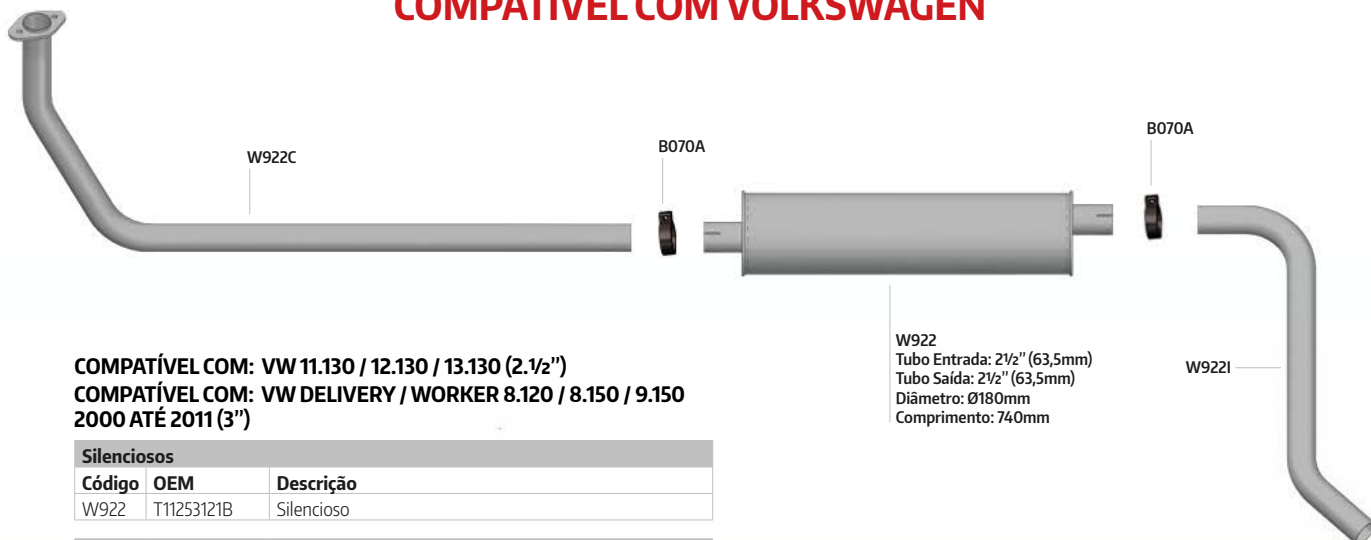 COMPATÍVEL COM VOLKSWAGEN
W922C
B070A
B070A
W922
Tubo Entrada: 2½” (63,5mm)
Tubo Saída: 2½” (63,5mm)
Diâmetro: Ø180mm
Comprimento: 740mm
W922I
COMPATÍVEL COM: VW 11.130 / 12.130 / 13.130 (2.½”)
COMPATÍVEL COM: VW DELIVERY / WORKER 8.120 / 8.150 / 9.150
2000 ATÉ 2011 (3”)
Silenciosos
Código OEM Descrição
W922 T11253121B Silencioso